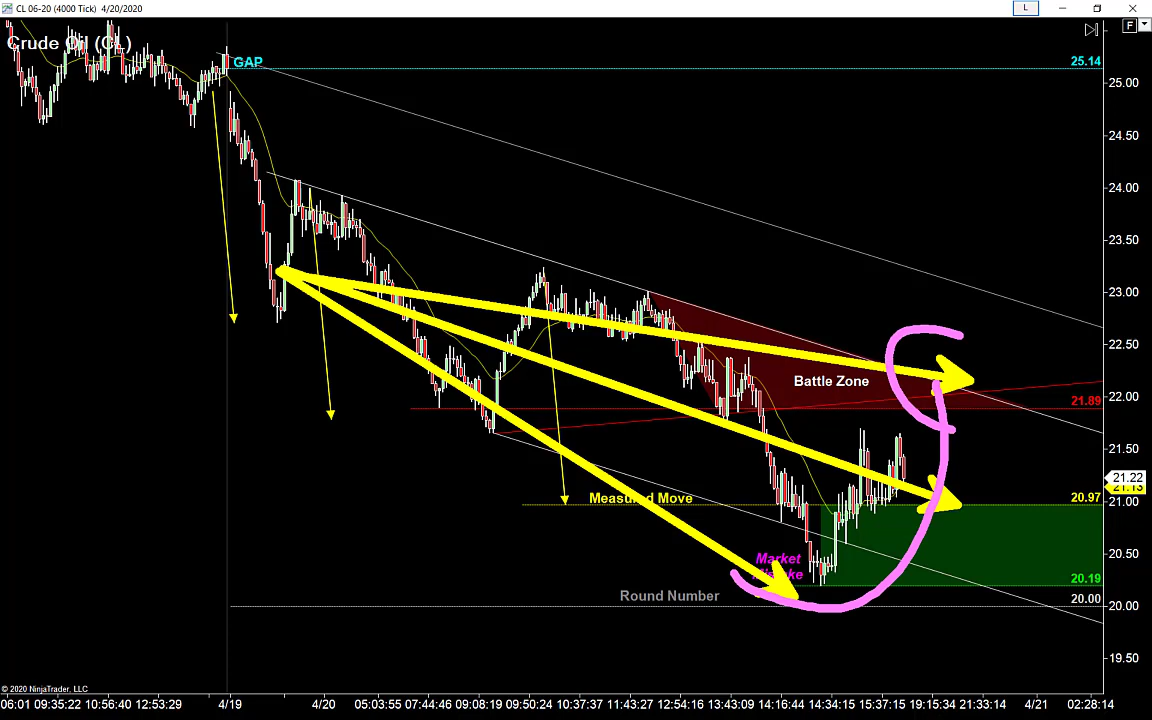 CL 06-20 (4000 Tick) 4/20/2020
L
F
Crude Oil (CL)
GAP
25.14
25.00
24.50
24.00
23.50
23.00
22.50
Battle Zone
22.00
21.89
21.50
21.22
21.13
21.00
Measured Move
20.97
20.50
Market
20.19
Round Number
20.00
20.00
19.50
© 2020 NinjaTrader, LLC
06:01 09:35:22 10:56:40 12:53:29 4/19 4/20 05:03:55 07:44:46 09:08:19 09:50:24 10:37:37 11:43:27 12:54:16 13:43:09 14:16:44 14:34:15 15:37:15 19:15:34 21:33:14 4/21 02:28:14